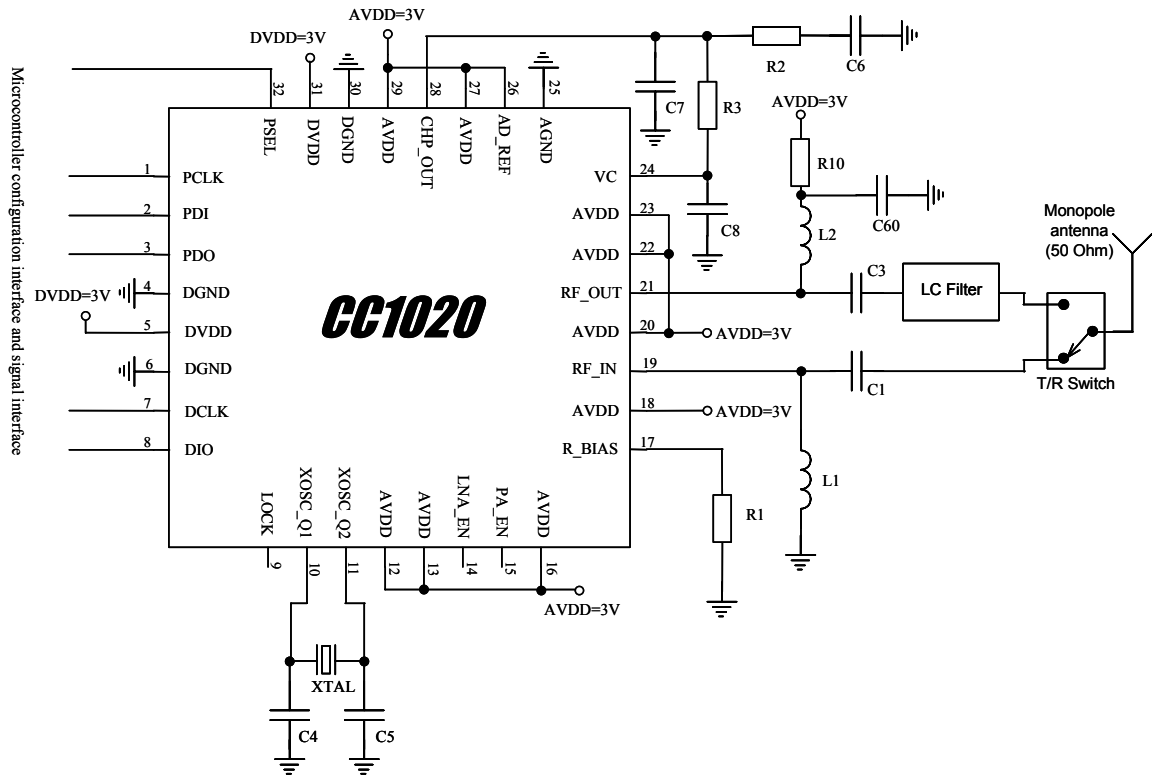 AVDD=3V
DVDD=3V
R2
C6
Microcontroller configuration interface and signal interface
32
31
30
29
28
27
26
25
C7
R3
AVDD=3V
PSEL
DVDD
DGND
AVDD
CHP_OUT
AVDD
AD_REF
AGND
R10
1
PCLK
VC
24
2
PDI
AVDD
23
C8
L2
C60
Monopole
antenna
(50 Ohm)
3
PDO
AVDD
22
C3
LC Filter
DVDD=3V
4
DGND
RF_OUT
21
CC1020
5
DVDD
AVDD
20
AVDD=3V
6
DGND
RF_IN
19
C1
T/R Switch
7
DCLK
AVDD
18
AVDD=3V
8
DIO
R_BIAS
17
LOCK
XOSC_Q1
XOSC_Q2
AVDD
AVDD
LNA_EN
PA_EN
AVDD
L1
R1
9
10
11
12
13
14
15
16
AVDD=3V
XTAL
C4
C5